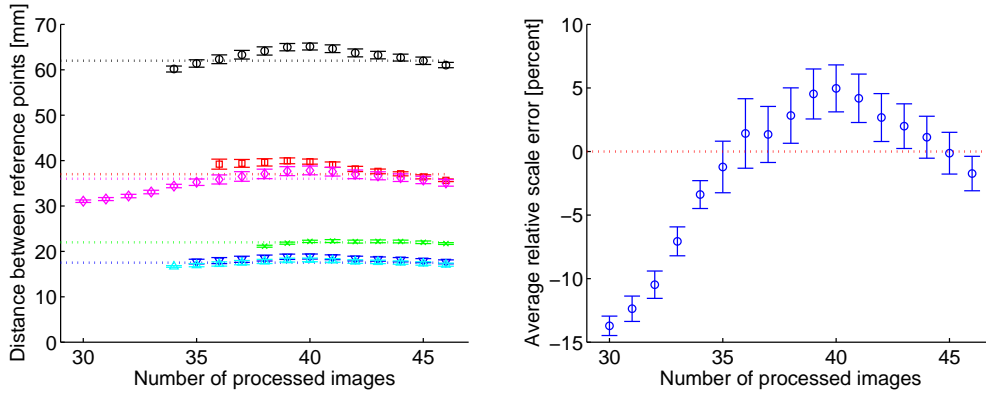 70
60
50
40
30
20
10
0
30 35 40 45
Number of processed images
Distance between reference points [mm]
10
5
0
−5
−10
−15
30 35 40 45
Number of processed images
Average relative scale error [percent]